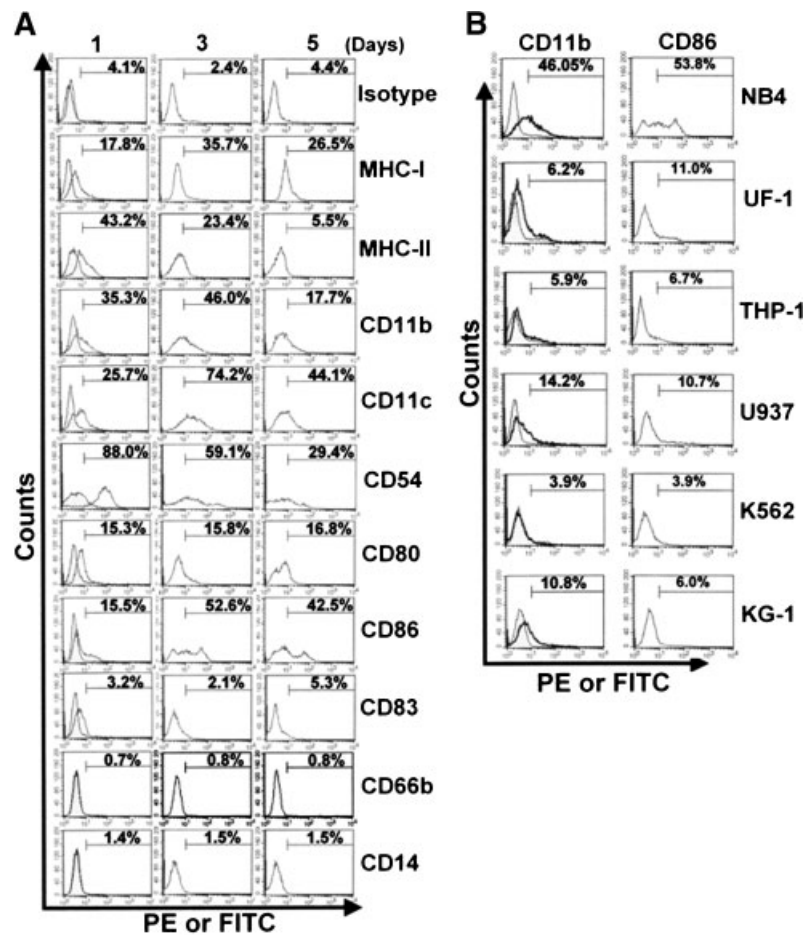 A
1 3 5 (Days)
4.1% 2.4% 4.4% Isotype
17.8% 35.7% 26.5% MHC-I
43.2% 23.4% 5.5% MHC-II
35.3% 46.0% 17.7% CD11b
25.7% 74.2% 44.1% CD11c
88.0% 59.1% 29.4% CD54
15.3% 15.8% 16.8% CD80
15.5% 52.6% 42.5% CD86
3.2% 2.1% 5.3% CD83
0.7% 0.8% 0.8% CD66b
1.4% 1.5% 1.5% CD14
Counts
PE or FITC
B
CD11b CD86
46.05% 53.8% NB4
6.2% 11.0% UF-1
5.9% 6.7% THP-1
14.2% 10.7% U937
3.9% 3.9% K562
10.8% 6.0% KG-1
Counts
PE or FITC